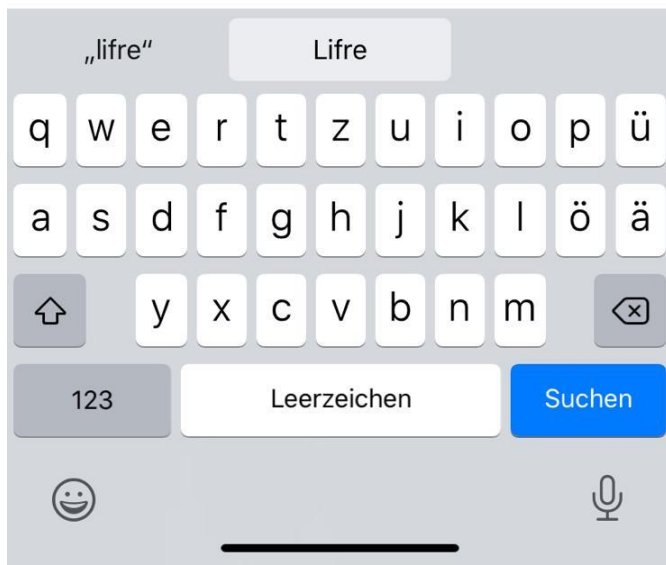 „lifre“ Lifre
q w e r t z u i o p ü
a s d f g h j k l ö ä
y x c v b n m
123 Leerzeichen Suchen